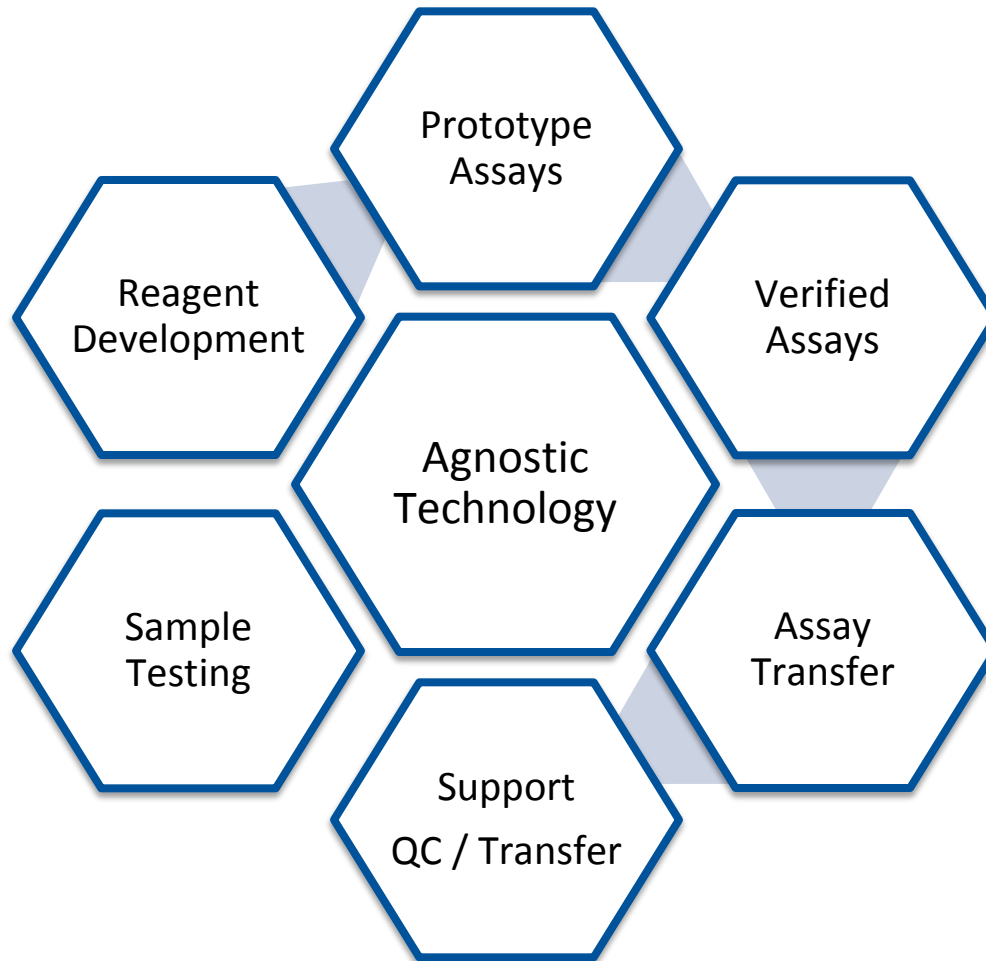 Prototype
Assays
Reagent
Development
Verified
Assays
Agnostic
Technology
Sample
Testing
Assay
Transfer
Support
QC / Transfer